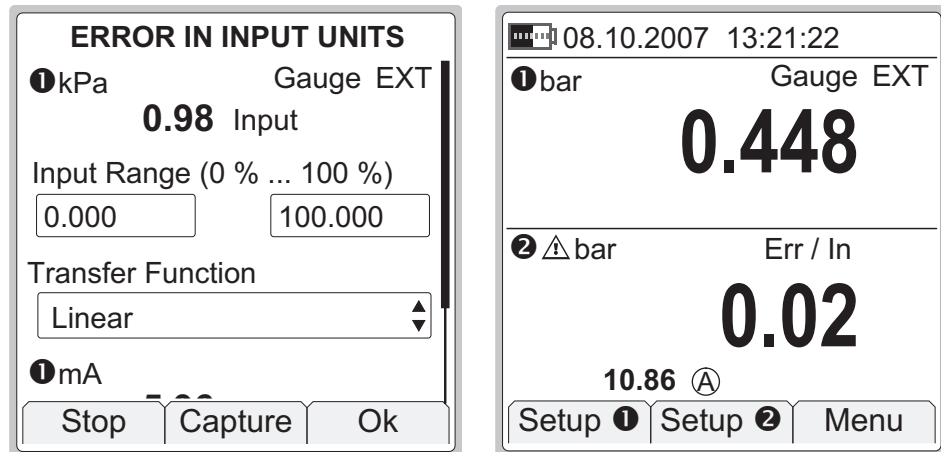 ERROR IN INPUT UNITS
❶kPa Gauge EXT
0.98 Input
Input Range (0 % ... 100 %)
0.000 100.000
Transfer Function
Linear
❶mA
Stop Capture Ok
08.10.2007 13:21:22
❶bar Gauge EXT
0.448
❷ ⚠ bar Err / In
0.02
10.86 Ⓐ
Setup ❶ Setup ❷ Menu